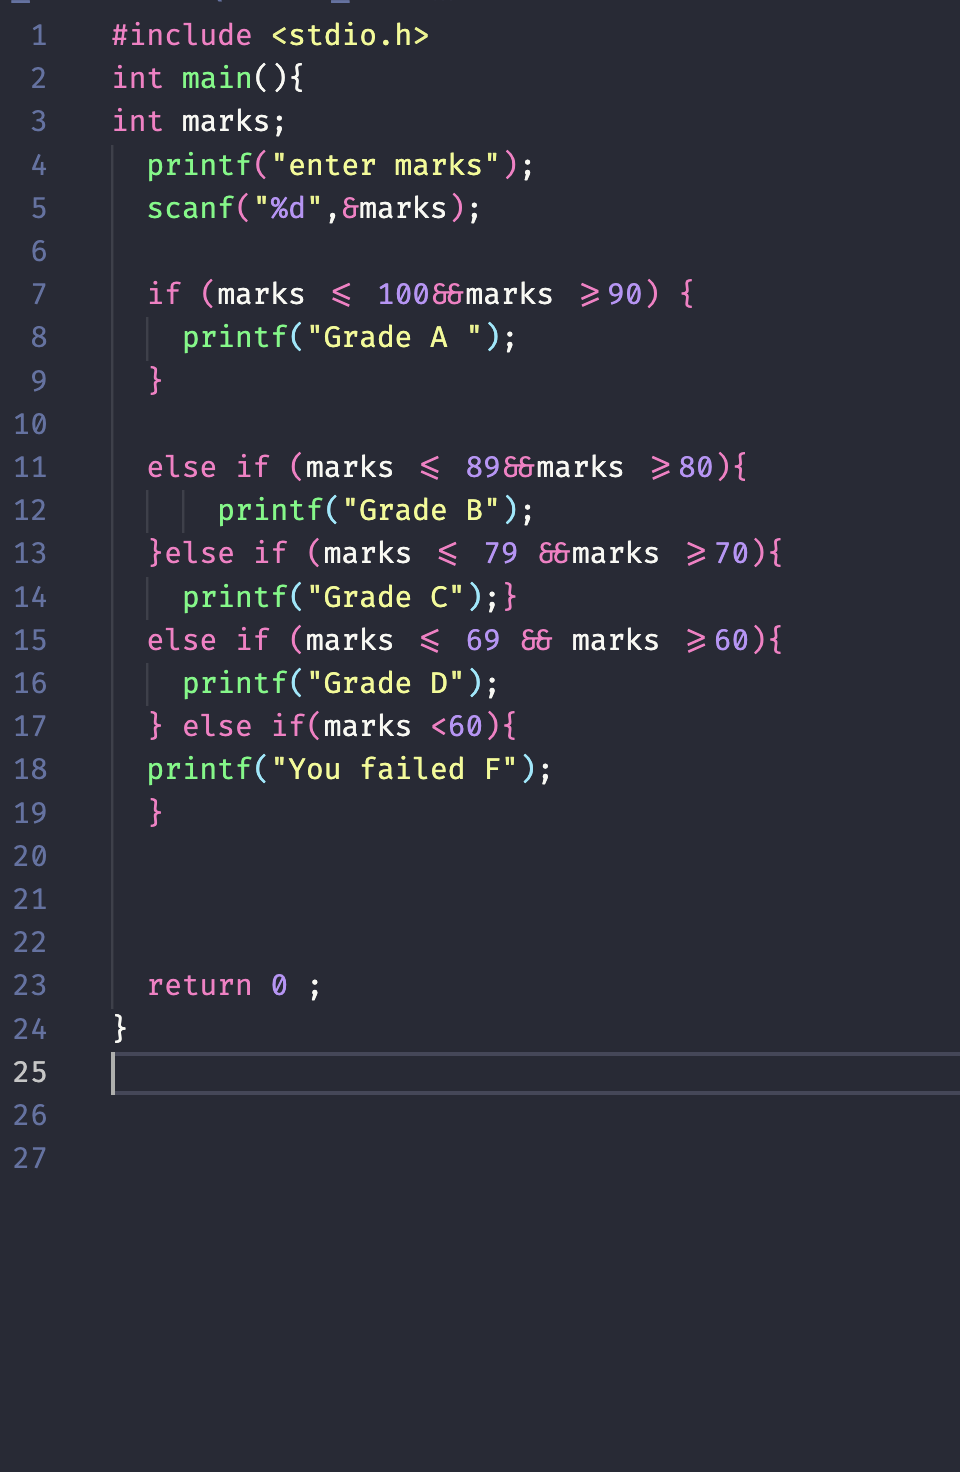 1 #include <stdio.h>
2 int main(){
3 int marks;
4 printf("enter marks");
5 scanf("%d",&marks);
6
7 if (marks <= 100&&marks >=90) {
8 printf("Grade A ");
9 }
10
11 else if (marks <= 89&&marks >=80){
12 printf("Grade B");
13 }else if (marks <= 79 &&marks >=70){
14 printf("Grade C");}
15 else if (marks <= 69 && marks >=60){
16 printf("Grade D");
17 } else if(marks <60){
18 printf("You failed F");
19 }
20
21
22
23 return 0 ;
24 }
25
26
27